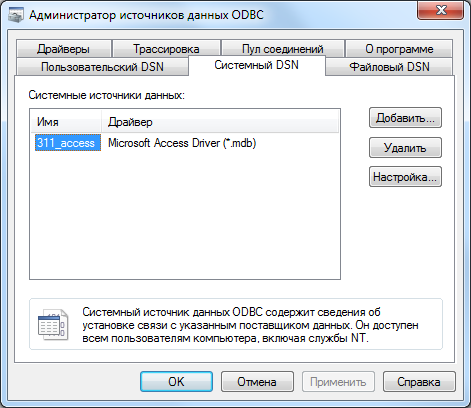 Администратор источников данных ODBC
Драйверы Трассировка Пул соединений О программе
Пользовательский DSN Системный DSN Файловый DSN
Системные источники данных:
Имя Драйвер
311_access Microsoft Access Driver (*.mdb)
Добавить...
Удалить
Настройка...
Системный источник данных ODBC содержит сведения об
установке связи с указанным поставщиком данных. Он доступен
всем пользователям компьютера, включая службы NT.
OK Отмена Применить Справка